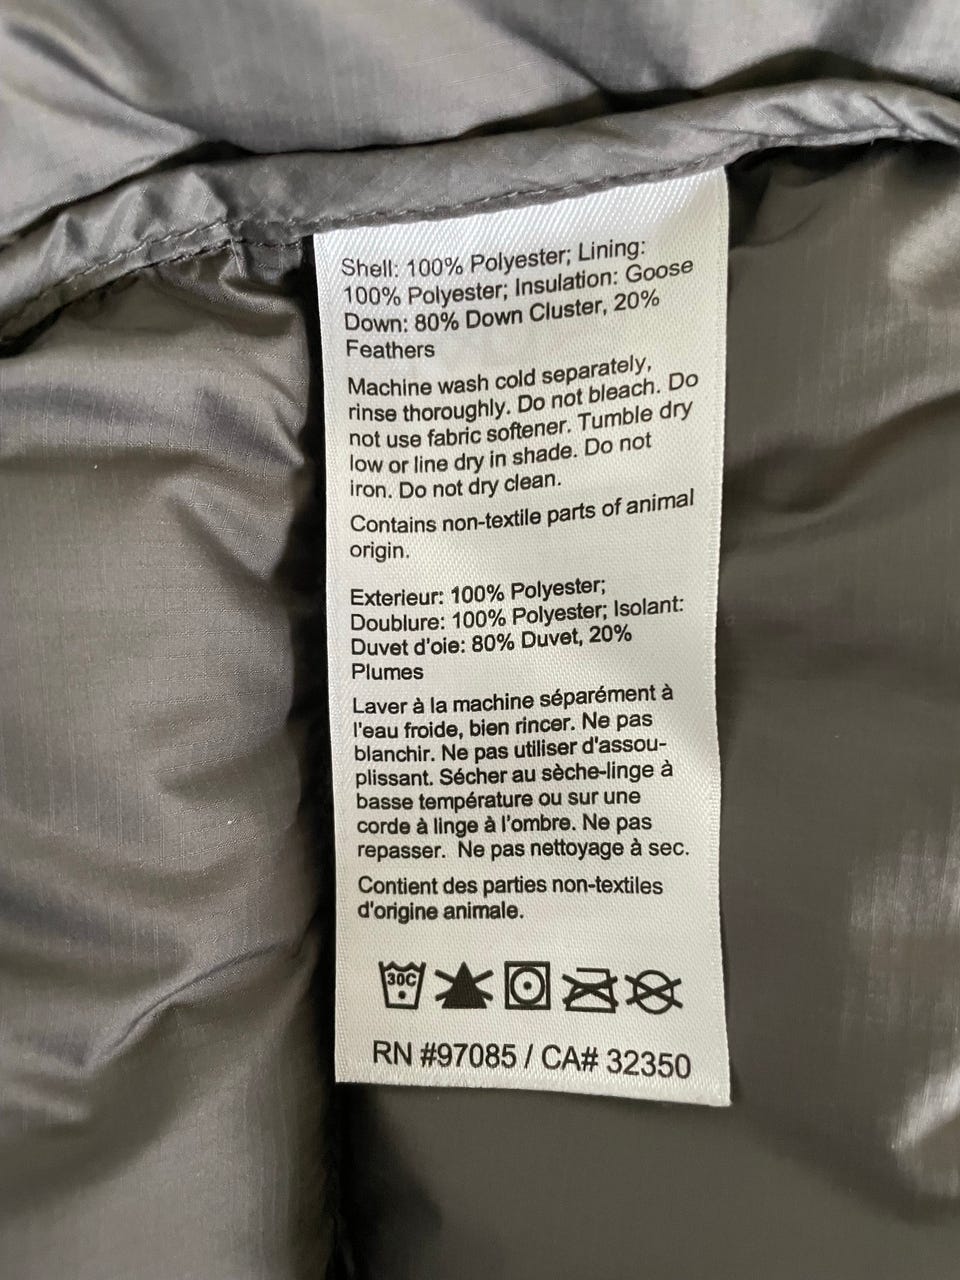 Shell: 100% Polyester; Lining:
100% Polyester; Insulation: Goose
Down: 80% Down Cluster, 20%
Feathers
Machine wash cold separately,
rinse thoroughly. Do not bleach. Do
not use fabric softener. Tumble dry
low or line dry in shade. Do not
iron. Do not dry clean.
Contains non-textile parts of animal
origin.
Exterieur: 100% Polyester;
Doublure: 100% Polyester; Isolant:
Duvet d'oie: 80% Duvet, 20%
Plumes
Laver à la machine séparément à
l'eau froide, bien rincer. Ne pas
blanchir. Ne pas utiliser d'assou-
plissant. Sécher au sèche-linge à
basse température ou sur une
corde à linge à l'ombre. Ne pas
repasser. Ne pas nettoyage à sec.
Contient des parties non-textiles
d'origine animale.
30C
RN #97085 / CA# 32350